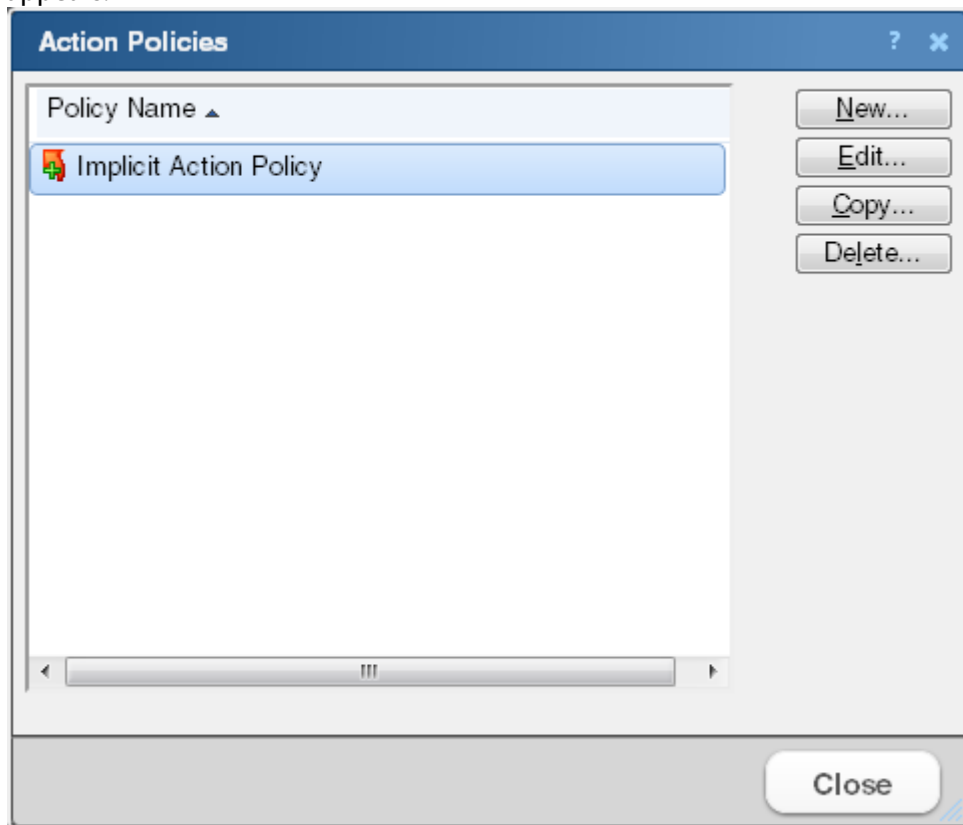 Action Policies
Policy Name
Implicit Action Policy
New...
Edit...
Copy...
Delete...
Close